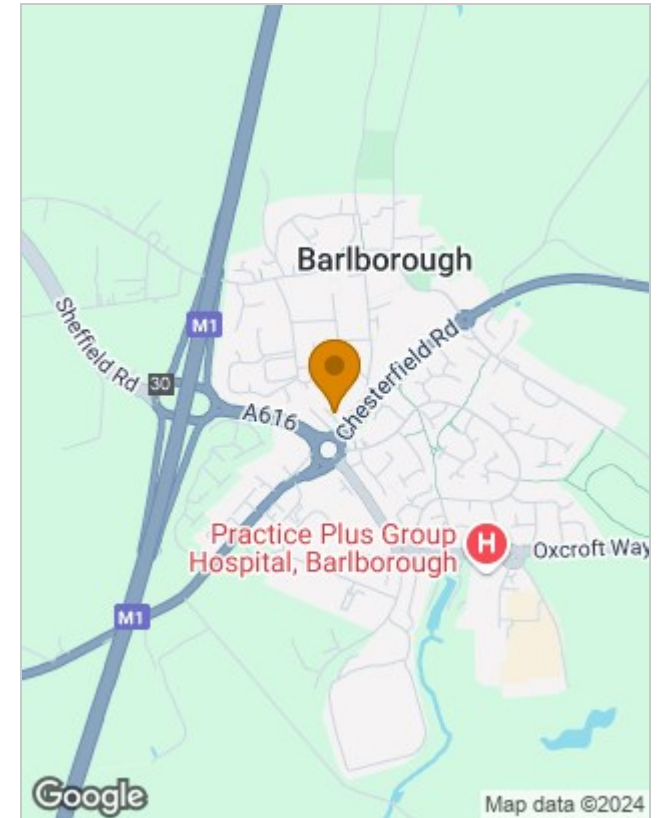 Barlborough
Sheffield Rd
M1
30
A616
Chesterfield Rd
Practice Plus Group
Hospital, Barlborough
H
Oxcroft Way
M1
Google
Map data ©2024